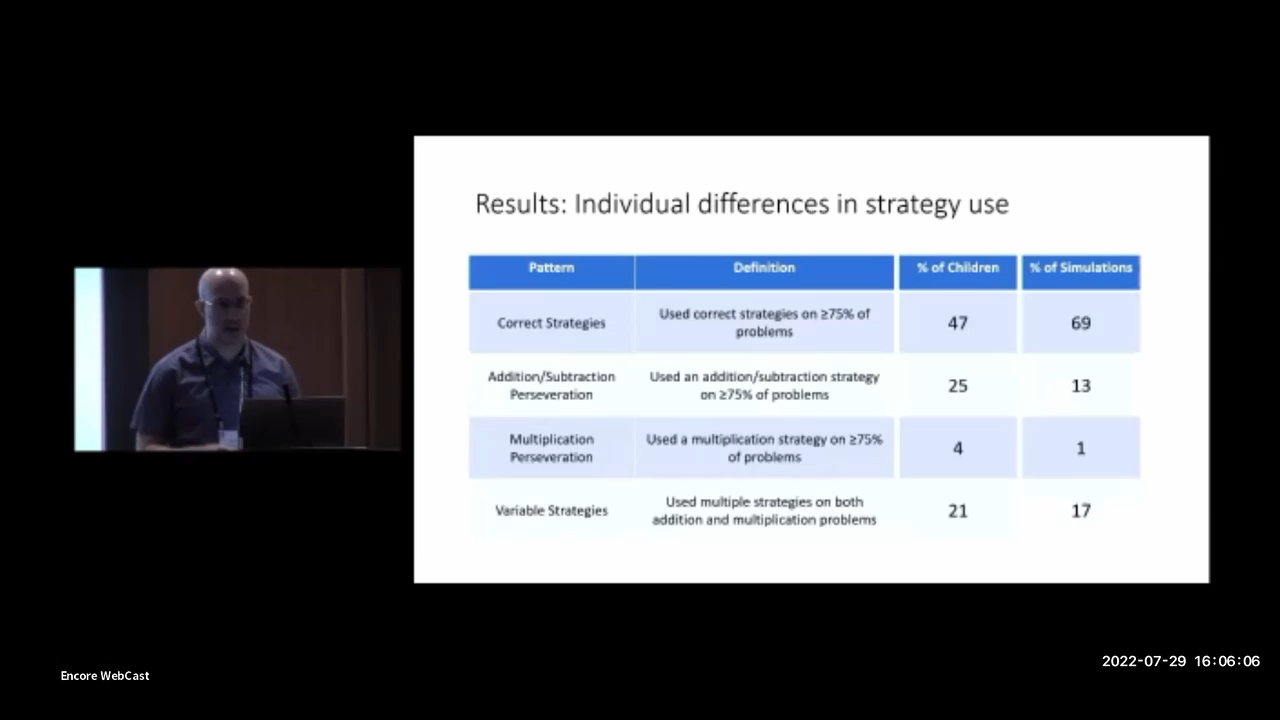 Results: Individual differences in strategy use
Pattern
Definition
% of Children
% of Simulations
Correct Strategies
Used correct strategies on ≥75% of
problems
47
69
Addition/Subtraction
Perseveration
Used an addition/subtraction strategy
on ≥75% of problems
25
13
Multiplication
Perseveration
Used a multiplication strategy on ≥75%
of problems
4
1
Variable Strategies
Used multiple strategies on both
addition and multiplication problems
21
17
Encore WebCast
2022-07-29 16:06:06